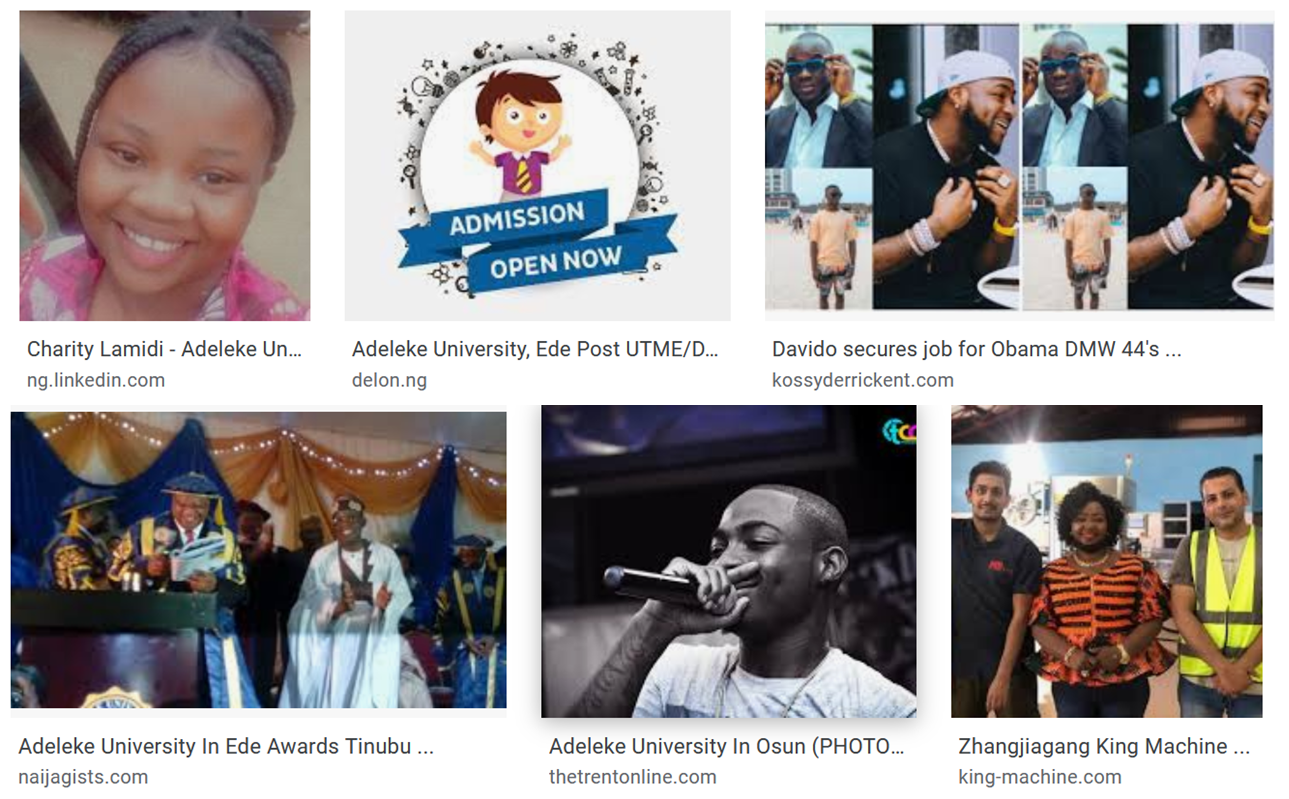 ADMISSION
OPEN NOW
Charity Lamidi - Adeleke Un...
ng.linkedin.com
Adeleke University, Ede Post UTME/D...
delon.ng
Davido secures job for Obama DMW 44's ...
kossyderrickent.com
Adeleke University In Ede Awards Tinubu ...
naijagists.com
Adeleke University In Osun (PHOTO...
thetrentonline.com
Zhangjiagang King Machine ...
king-machine.com